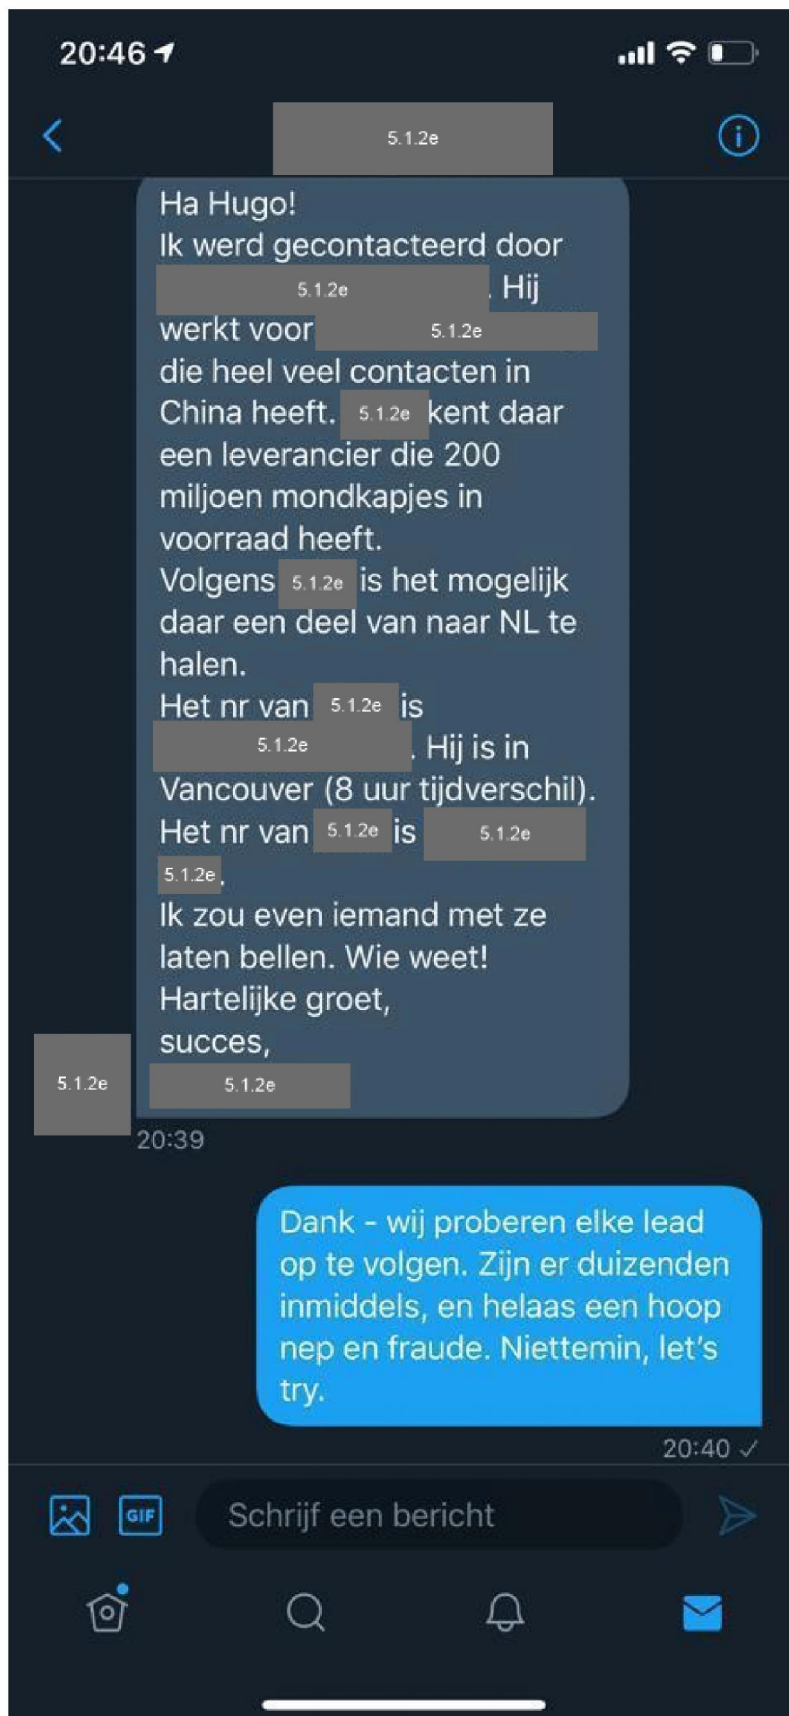 20:46
5.1.2e
Ha Hugo!
Ik werd gecontacteerd door
5.1.2e . Hij
werkt voor 5.1.2e
die heel veel contacten in
China heeft. 5.1.2e kent daar
een leverancier die 200
miljoen mondkapjes in
voorraad heeft.
Volgens 5.1.2e is het mogelijk
daar een deel van naar NL te
halen.
Het nr van 5.1.2e is
5.1.2e . Hij is in
Vancouver (8 uur tijdverschil).
Het nr van 5.1.2e is 5.1.2e
5.1.2e .
Ik zou even iemand met ze
laten bellen. Wie weet!
Hartelijke groet,
succes,
5.1.2e 5.1.2e
20:39
Dank - wij proberen elke lead
op te volgen. Zijn er duizenden
inmiddels, en helaas een hoop
nep en fraude. Niettemin, let's
try.
20:40
GIF Schrijf een bericht